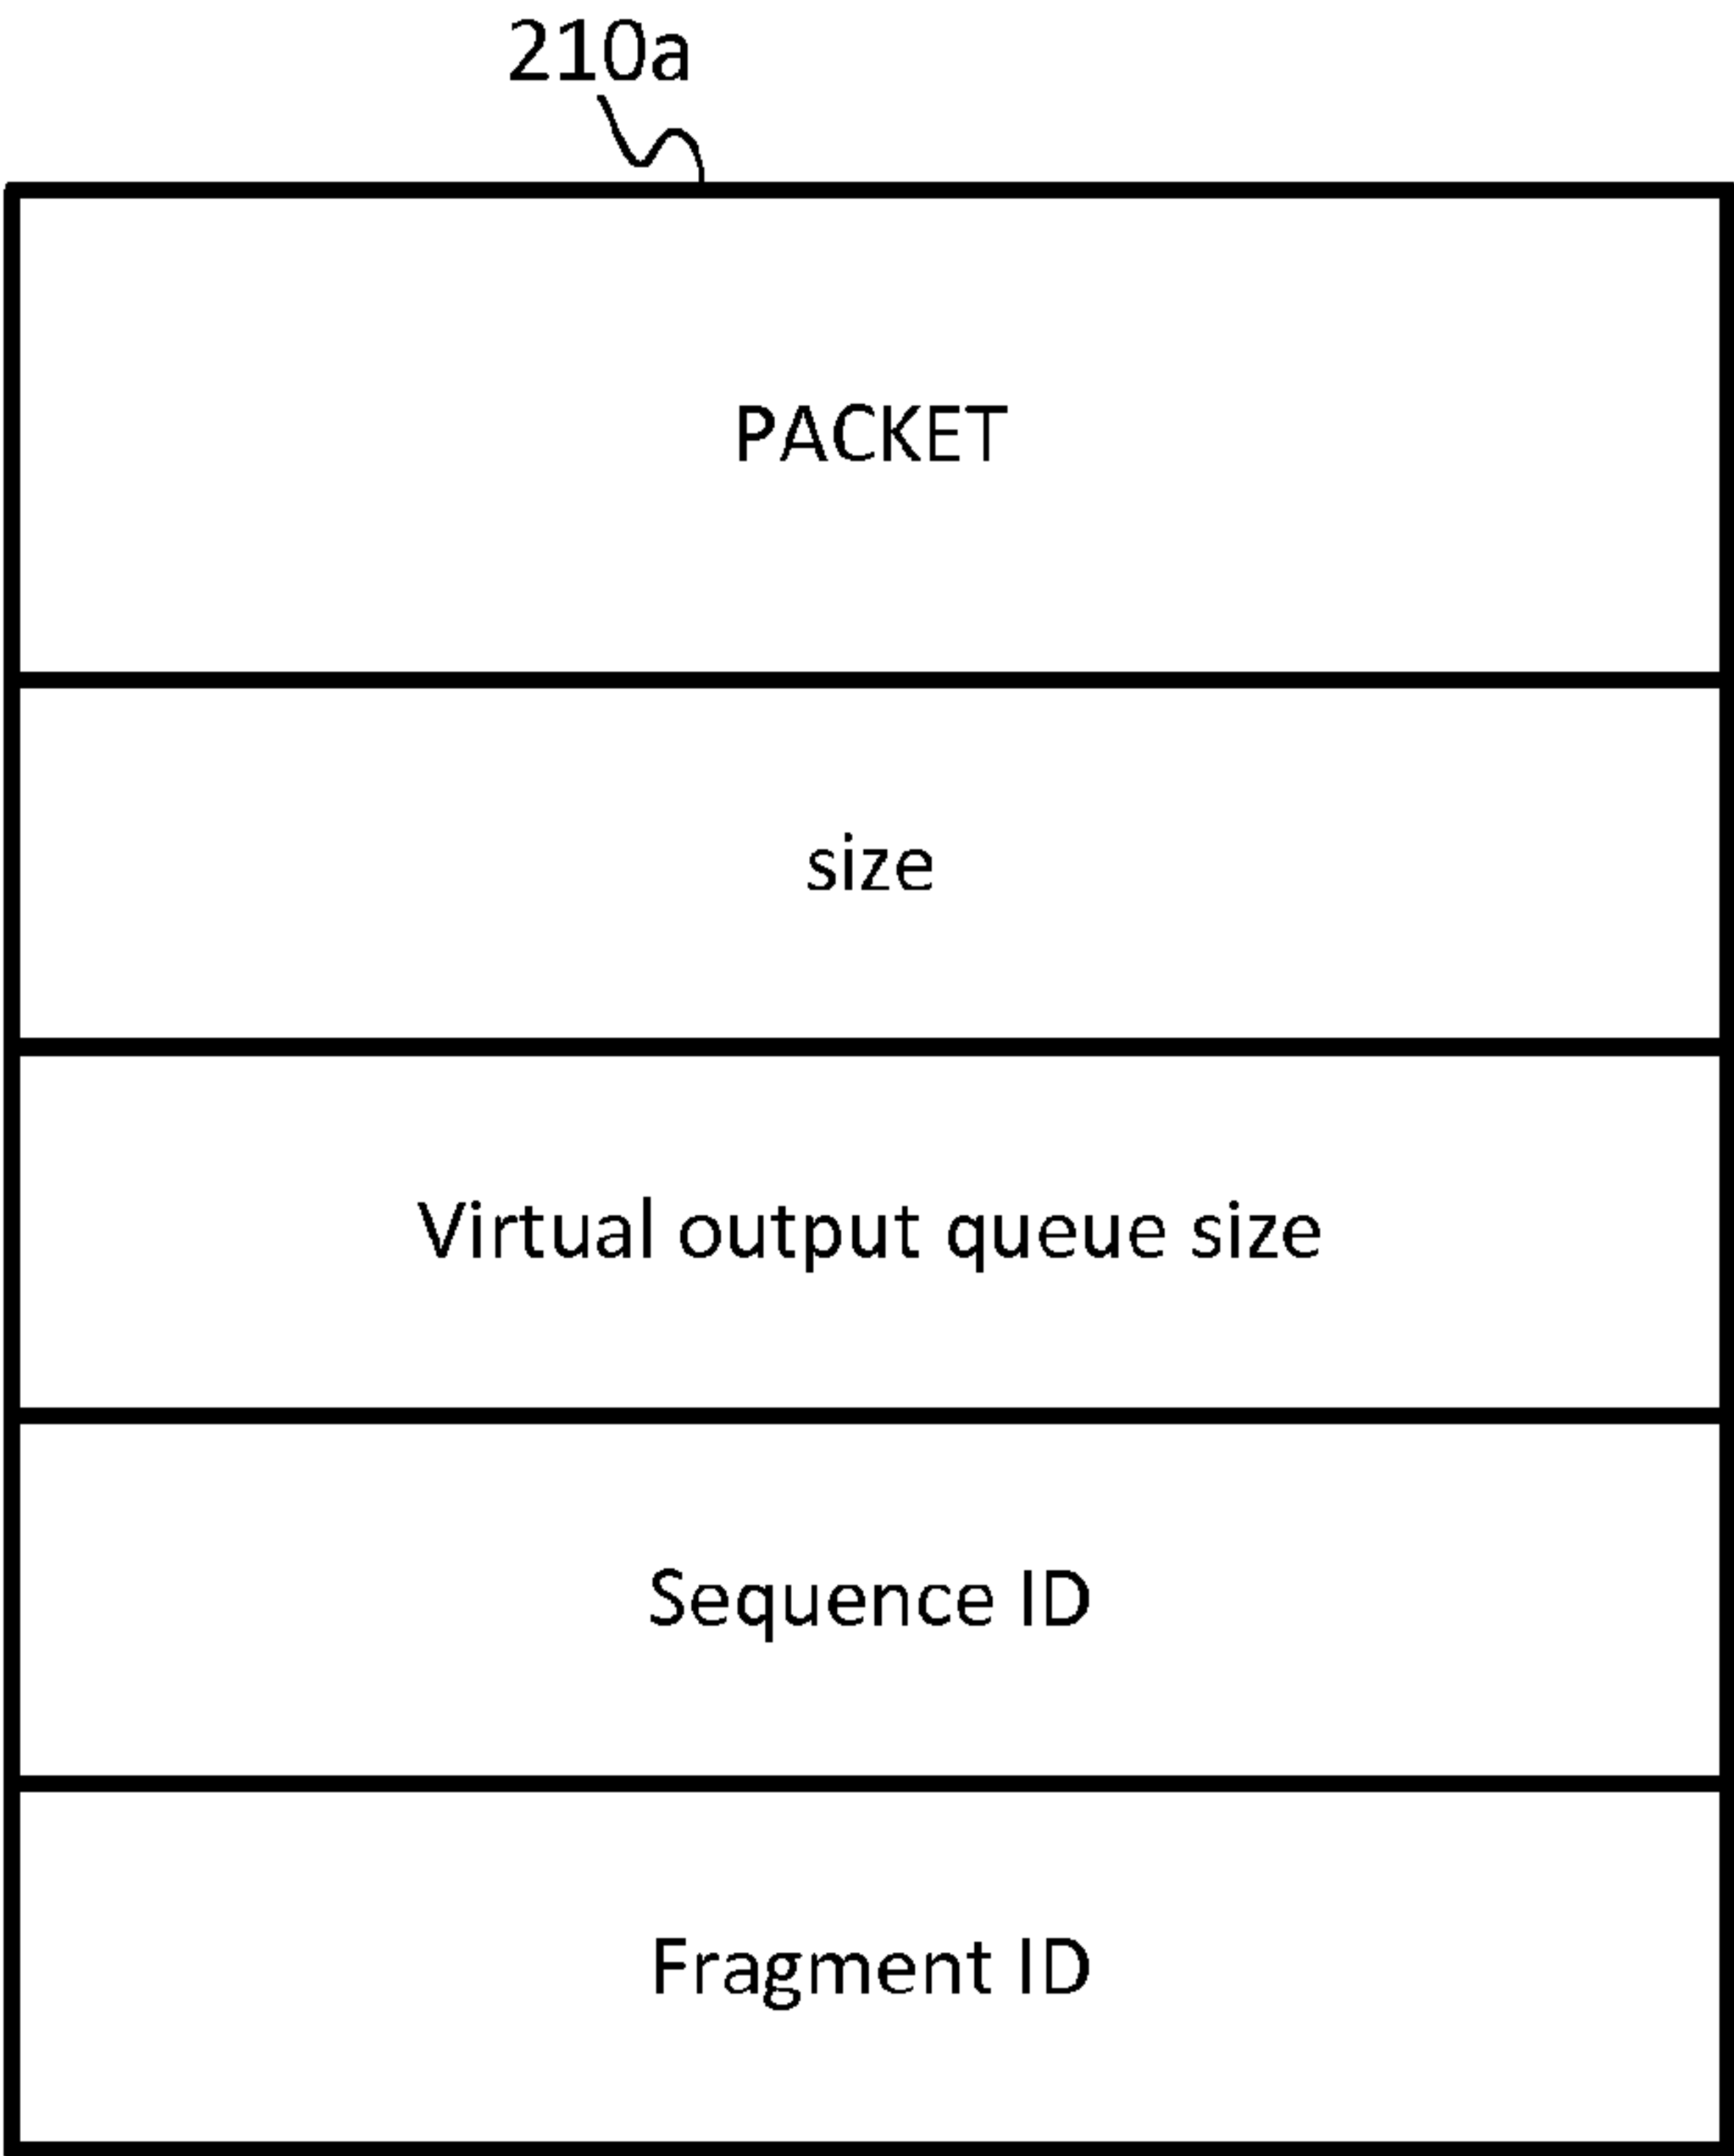 210a
PACKET
size
Virtual output queue size
Sequence ID
Fragment ID